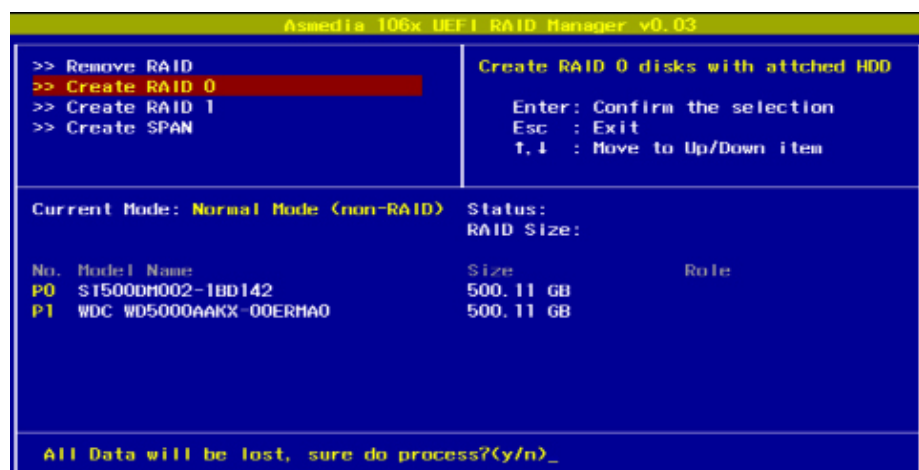 Asmedia 106x UEFI RAID Manager v0.03
>> Remove RAID
>> Create RAID 0
>> Create RAID 1
>> Create SPAN
Create RAID 0 disks with attched HDD
Enter: Confirm the selection
Esc : Exit
↑,↓ : Move to Up/Down item
Current Mode: Normal Mode (non-RAID) Status:
RAID Size:
No. Model Name Size Role
P0 ST500DM002-1BD142 500.11 GB
P1 WDC WD5000AAKX-00ERMA0 500.11 GB
All Data will be lost, sure do process?(y/n)_